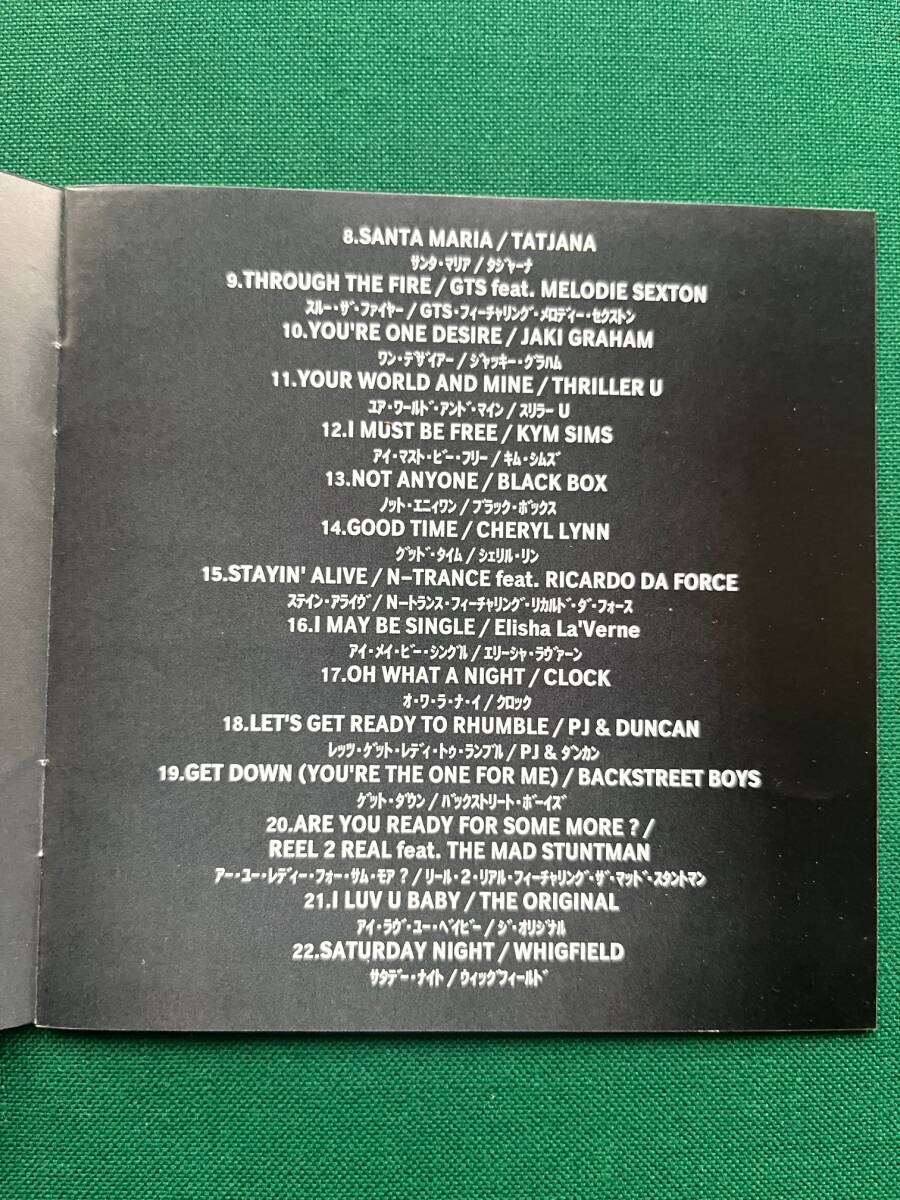 8.SANTA MARIA / TATJANA
サンタ・マリア / タジャーナ
9.THROUGH THE FIRE / GTS feat. MELODIE SEXTON
スルー・ザ・ファイヤー / GTS・フィーチャリング・メロディー・セクストン
10.YOU'RE ONE DESIRE / JAKI GRAHAM
ワン・デザイアー / ジャッキー・グラハム
11.YOUR WORLD AND MINE / THRILLER U
ユア・ワールド・アンド・マイン / スリラー U
12.I MUST BE FREE / KYM SIMS
アイ・マスト・ビー・フリー / キム・シムズ
13.NOT ANYONE / BLACK BOX
ノット・エニィワン / ブラック・ボックス
14.GOOD TIME / CHERYL LYNN
グッド・タイム / シェリル・リン
15.STAYIN' ALIVE / N-TRANCE feat. RICARDO DA FORCE
ステイン・アライヴ / N-トランス・フィーチャリング・リカルド・ダ・フォース
16.I MAY BE SINGLE / Elisha La'Verne
アイ・メイ・ビー・シングル / エリーシャ・ラヴァーン
17.OH WHAT A NIGHT / CLOCK
オ・ワ・ラ・ナ・イ / クロック
18.LET'S GET READY TO RHUMBLE / PJ & DUNCAN
レッツ・ゲット・レディ・トゥ・ランブル / PJ & ダンカン
19.GET DOWN (YOU'RE THE ONE FOR ME) / BACKSTREET BOYS
ゲット・ダウン / バックストリート・ボーイズ
20.ARE YOU READY FOR SOME MORE ? /
REEL 2 REAL feat. THE MAD STUNTMAN
アー・ユー・レディー・フォー・サム・モア ? / リール・2・リアル・フィーチャリング・ザ・マッド・スタントマン
21.I LUV U BABY / THE ORIGINAL
アイ・ラヴ・ユー・ベイビー / ジ・オリジナル
22.SATURDAY NIGHT / WHIGFIELD
サタデー・ナイト / ウィッグフィールド